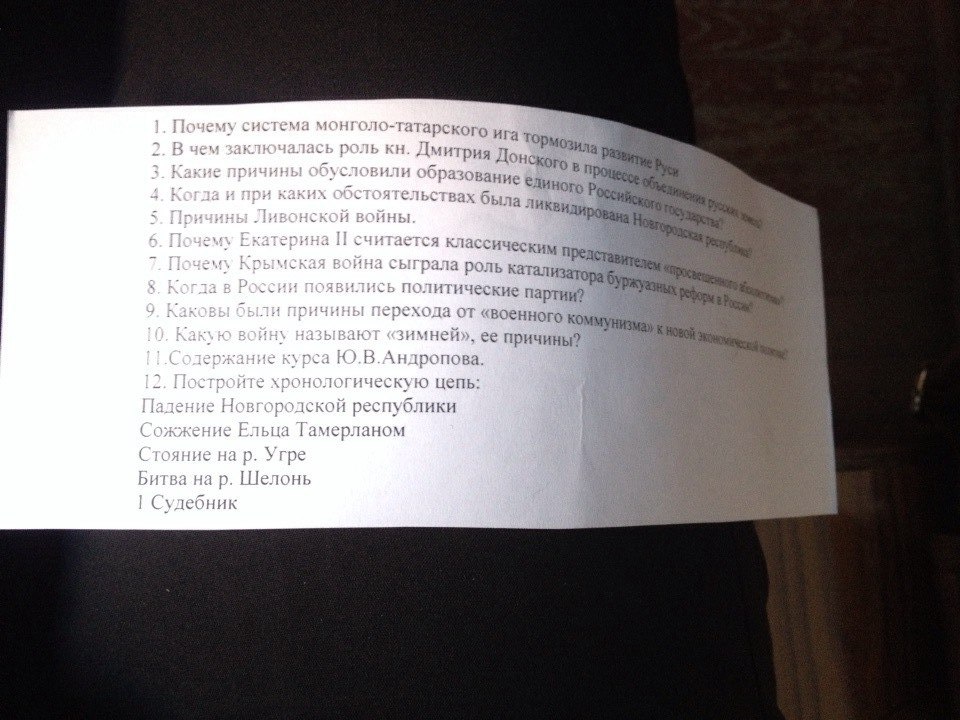 1. Почему система монголо-татарского ига тормозила развитие Руси
2. В чем заключалась роль кн. Дмитрия Донского в процессе объединения русских земель?
3. Какие причины обусловили образование единого Российского государства?
4. Когда и при каких обстоятельствах была ликвидирована Новгородская республика?
5. Причины Ливонской войны.
6. Почему Екатерина II считается классическим представителем «просвещенного абсолютизма»?
7. Почему Крымская война сыграла роль катализатора буржуазных реформ в России?
8. Когда в России появились политические партии?
9. Каковы были причины перехода от «военного коммунизма» к новой экономической политике?
10. Какую войну называют «зимней», ее причины?
11.Содержание курса Ю.В.Андропова.
12. Постройте хронологическую цепь:
Падение Новгородской республики
Сожжение Ельца Тамерланом
Стояние на р. Угре
Битва на р. Шелонь
I Судебник